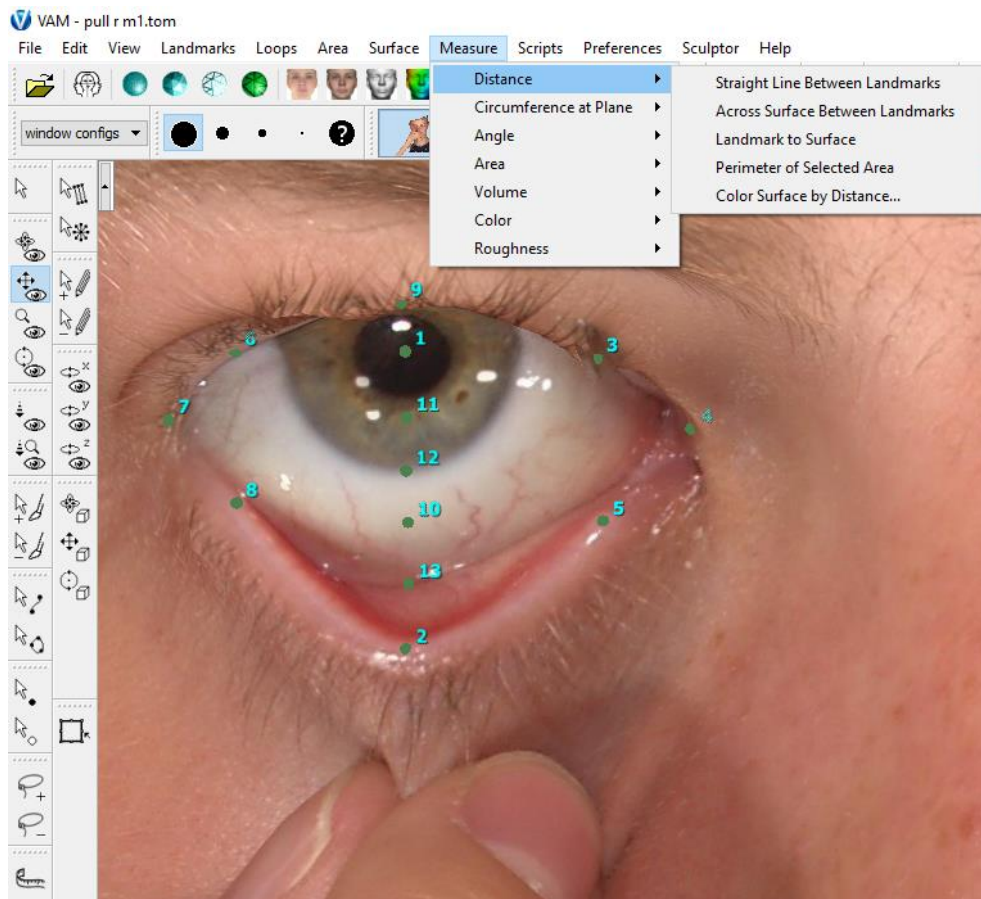 VAM - pull r m1.tom
File Edit View Landmarks Loops Area Surface Measure Scripts Preferences Sculptor Help
window configs
?
Distance
Circumference at Plane
Angle
Area
Volume
Color
Roughness
Straight Line Between Landmarks
Across Surface Between Landmarks
Landmark to Surface
Perimeter of Selected Area
Color Surface by Distance...
x
y
z
9
6
1
3
7
11
4
12
8
10
5
13
2